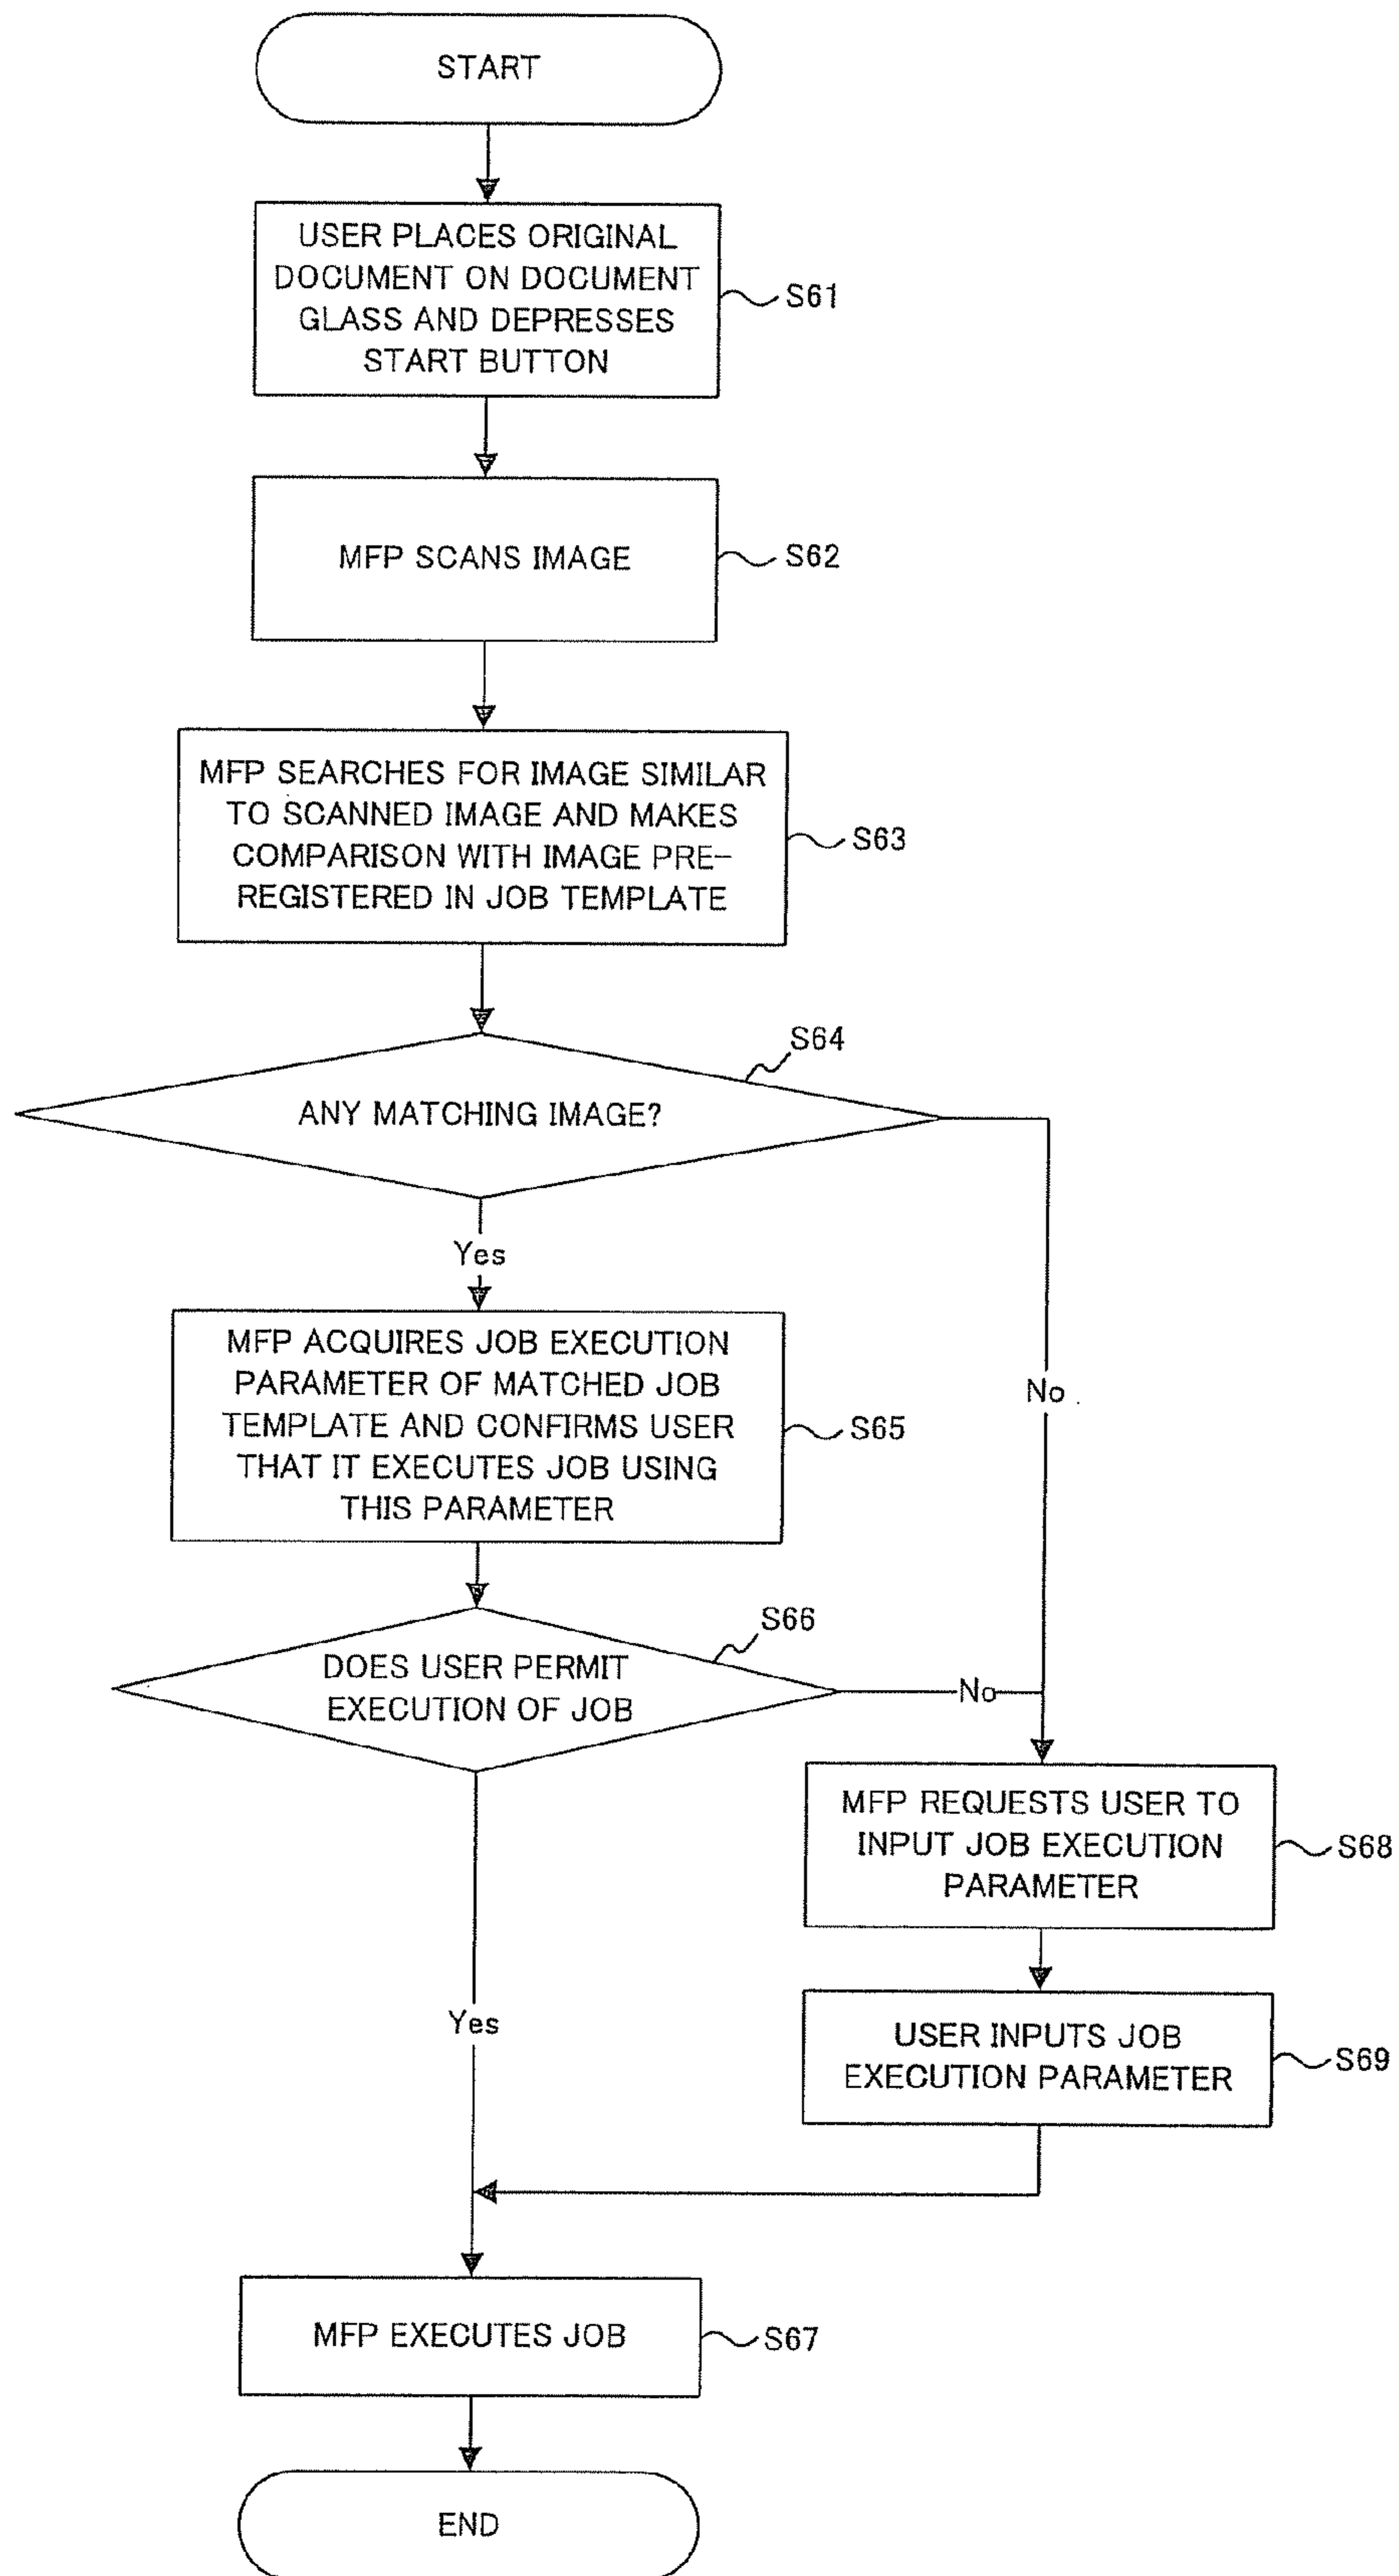 START
USER PLACES ORIGINAL
DOCUMENT ON DOCUMENT
GLASS AND DEPRESSES
START BUTTON
S61
MFP SCANS IMAGE
S62
MFP SEARCHES FOR IMAGE SIMILAR
TO SCANNED IMAGE AND MAKES
COMPARISON WITH IMAGE PRE-
REGISTERED IN JOB TEMPLATE
S63
S64
ANY MATCHING IMAGE?
Yes
No
MFP ACQUIRES JOB EXECUTION
PARAMETER OF MATCHED JOB
TEMPLATE AND CONFIRMS USER
THAT IT EXECUTES JOB USING
THIS PARAMETER
S65
S66
DOES USER PERMIT
EXECUTION OF JOB
No
MFP REQUESTS USER TO
INPUT JOB EXECUTION
PARAMETER
S68
Yes
USER INPUTS JOB
EXECUTION PARAMETER
S69
MFP EXECUTES JOB
S67
END